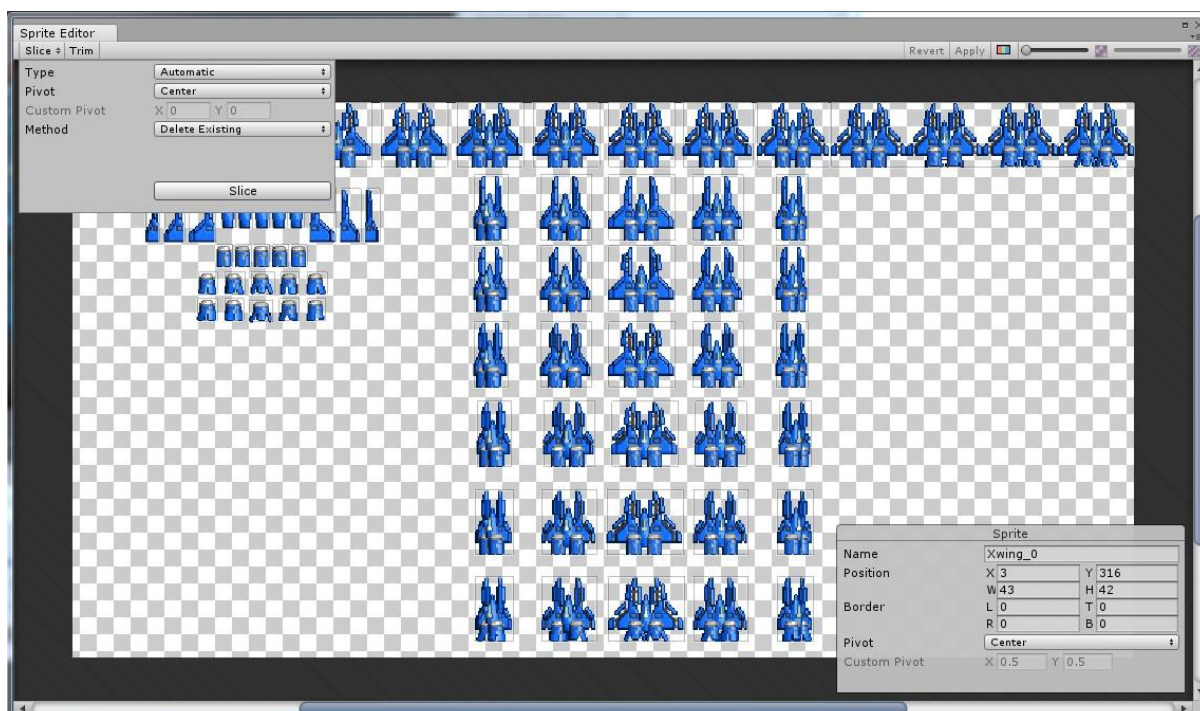 Sprite Editor
Slice Trim Revert Apply
Type Automatic
Pivot Center
Custom Pivot X 0 Y 0
Method Delete Existing
Slice
Sprite
Name Xwing_0
Position X 3 Y 316
W 43 H 42
Border L 0 T 0
R 0 B 0
Pivot Center
Custom Pivot X 0.5 Y 0.5